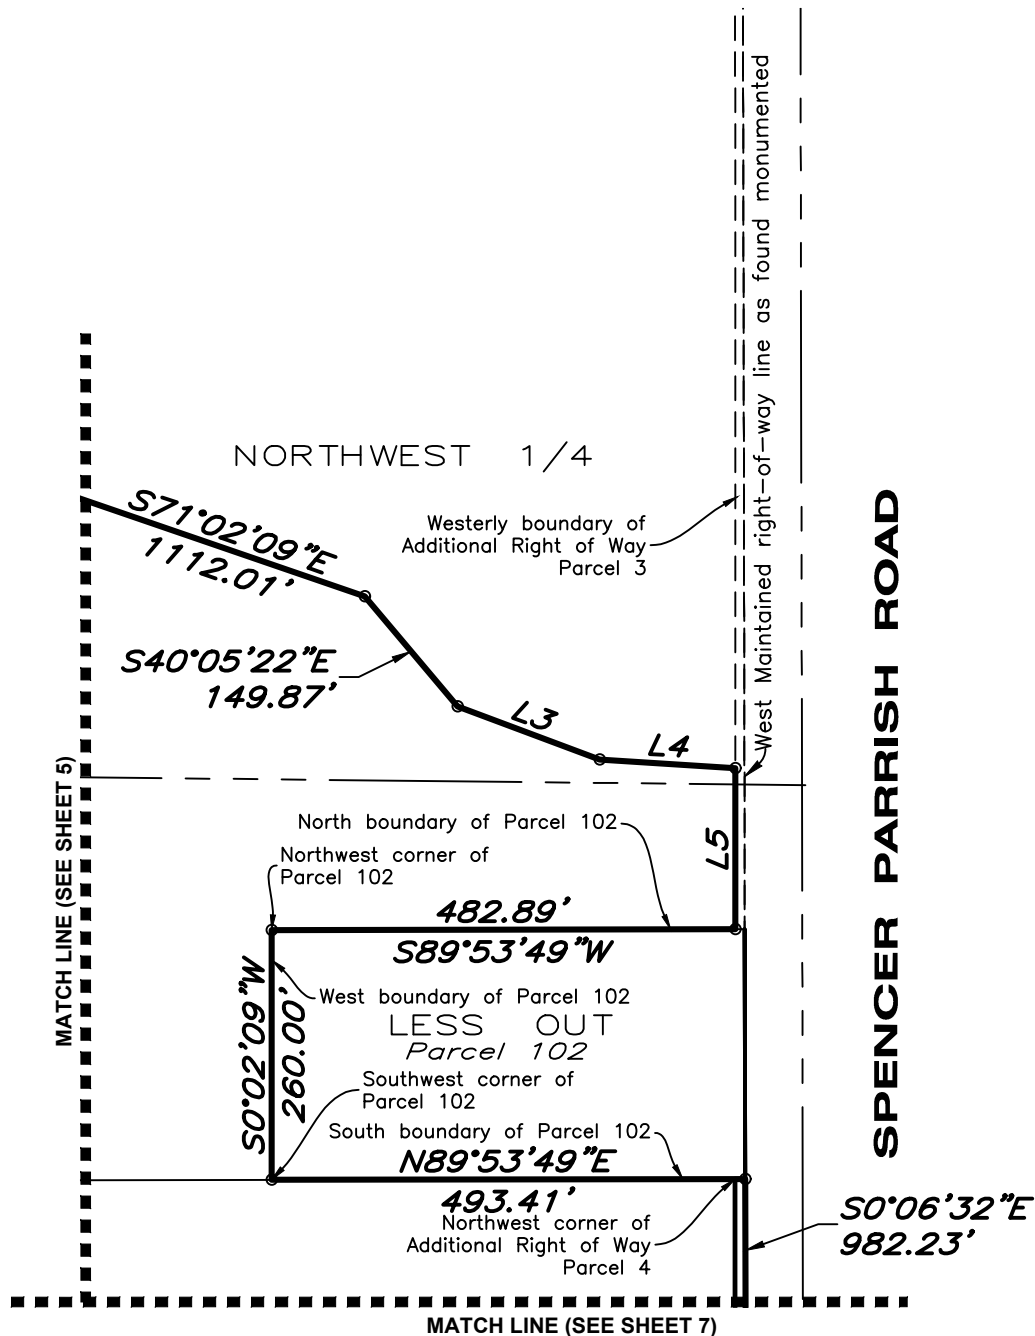 West Maintained right-of-way line as found monumented
NORTHWEST 1/4
S71°02'09"E
1112.01'
Westerly boundary of
Additional Right of Way
Parcel 3
SPENCER PARRISH ROAD
S40°05'22"E
149.87'
L3
L4
L5
MATCH LINE (SEE SHEET 5)
North boundary of Parcel 102
Northwest corner of
Parcel 102
482.89'
S89°53'49"W
S0°02'09"W
260.00'
West boundary of Parcel 102
LESS OUT
Parcel 102
Southwest corner of
Parcel 102
South boundary of Parcel 102
N89°53'49"E
493.41'
Northwest corner of
Additional Right of Way
Parcel 4
S0°06'32"E
982.23'
MATCH LINE (SEE SHEET 7)